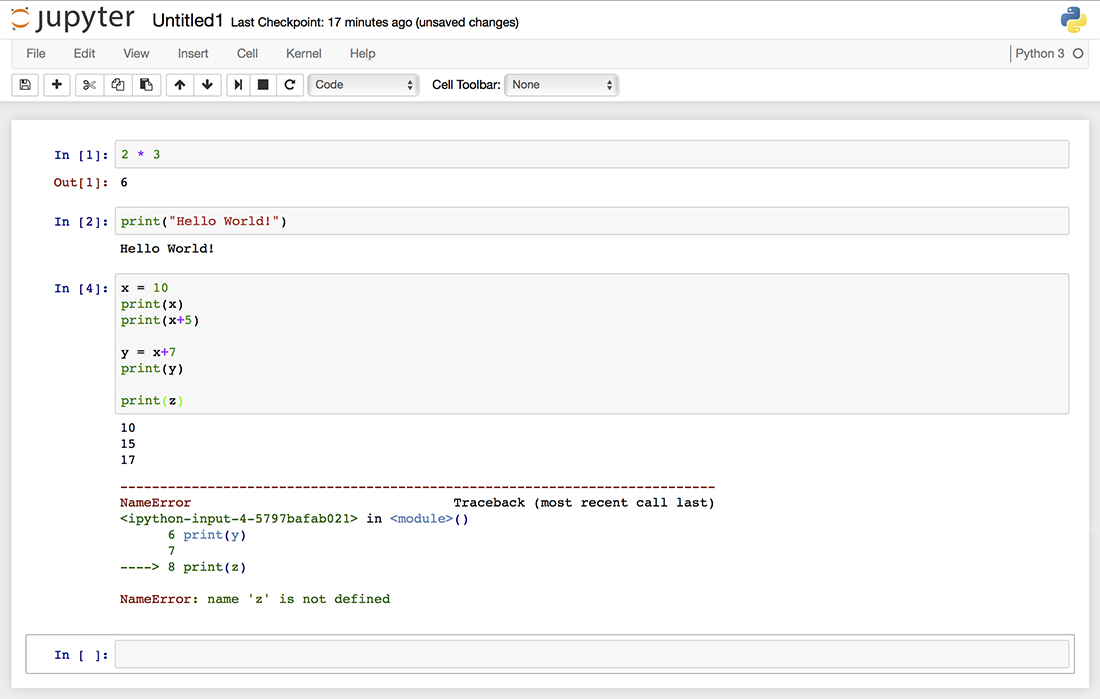 jupyter Untitled1 Last Checkpoint: 17 minutes ago (unsaved changes)
File Edit View Insert Cell Kernel Help Python 3
Code Cell Toolbar: None
In [1]: 2 * 3
Out[1]: 6
In [2]: print("Hello World!")
Hello World!
In [4]: x = 10
print(x)
print(x+5)
y = x+7
print(y)
print(z)
10
15
17
---------------------------------------------------------------------------
NameError Traceback (most recent call last)
<ipython-input-4-5797bafab021> in <module>()
6 print(y)
7
----> 8 print(z)
NameError: name 'z' is not defined
In [ ]: